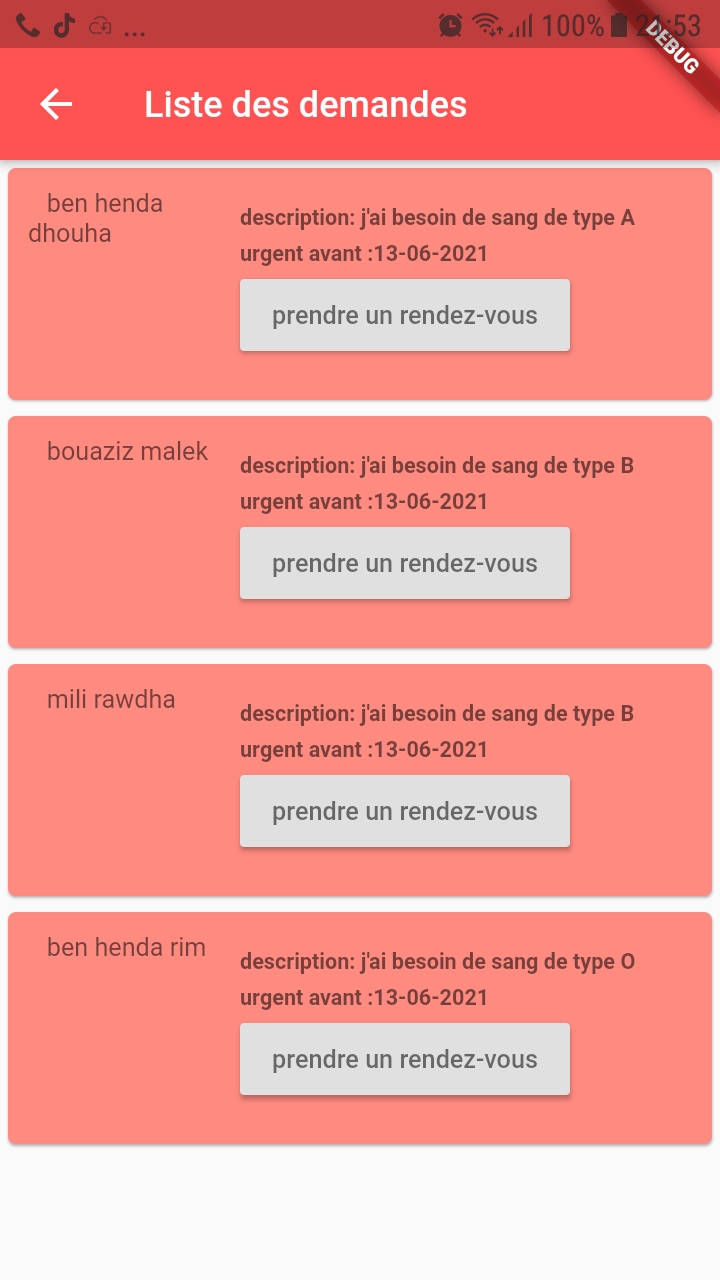 ... 100% 21:53
DEBUG
Liste des demandes
ben henda
dhouha
description: j'ai besoin de sang de type A
urgent avant :13-06-2021
prendre un rendez-vous
bouaziz malek
description: j'ai besoin de sang de type B
urgent avant :13-06-2021
prendre un rendez-vous
mili rawdha
description: j'ai besoin de sang de type B
urgent avant :13-06-2021
prendre un rendez-vous
ben henda rim
description: j'ai besoin de sang de type O
urgent avant :13-06-2021
prendre un rendez-vous